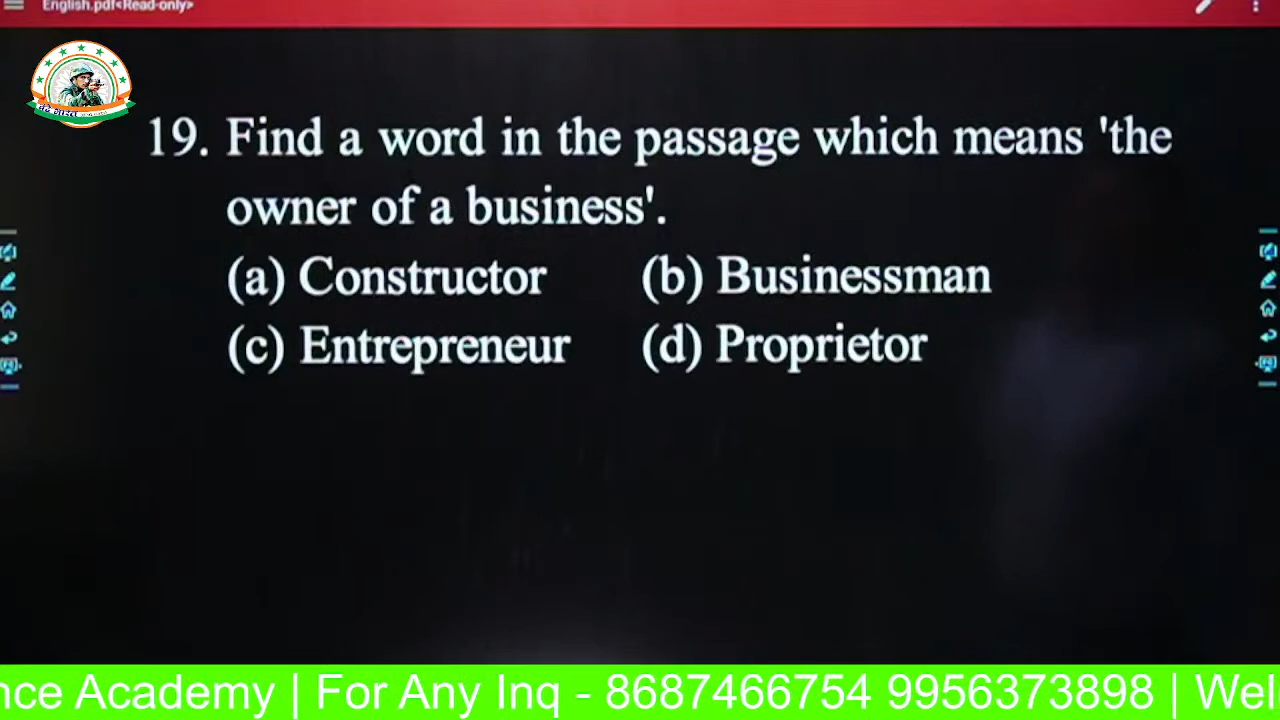 English.pdf<Read-only>
19. Find a word in the passage which means 'the
owner of a business'.
(a) Constructor (b) Businessman
(c) Entrepreneur (d) Proprietor
nce Academy | For Any Inq - 8687466754 9956373898 | Wel